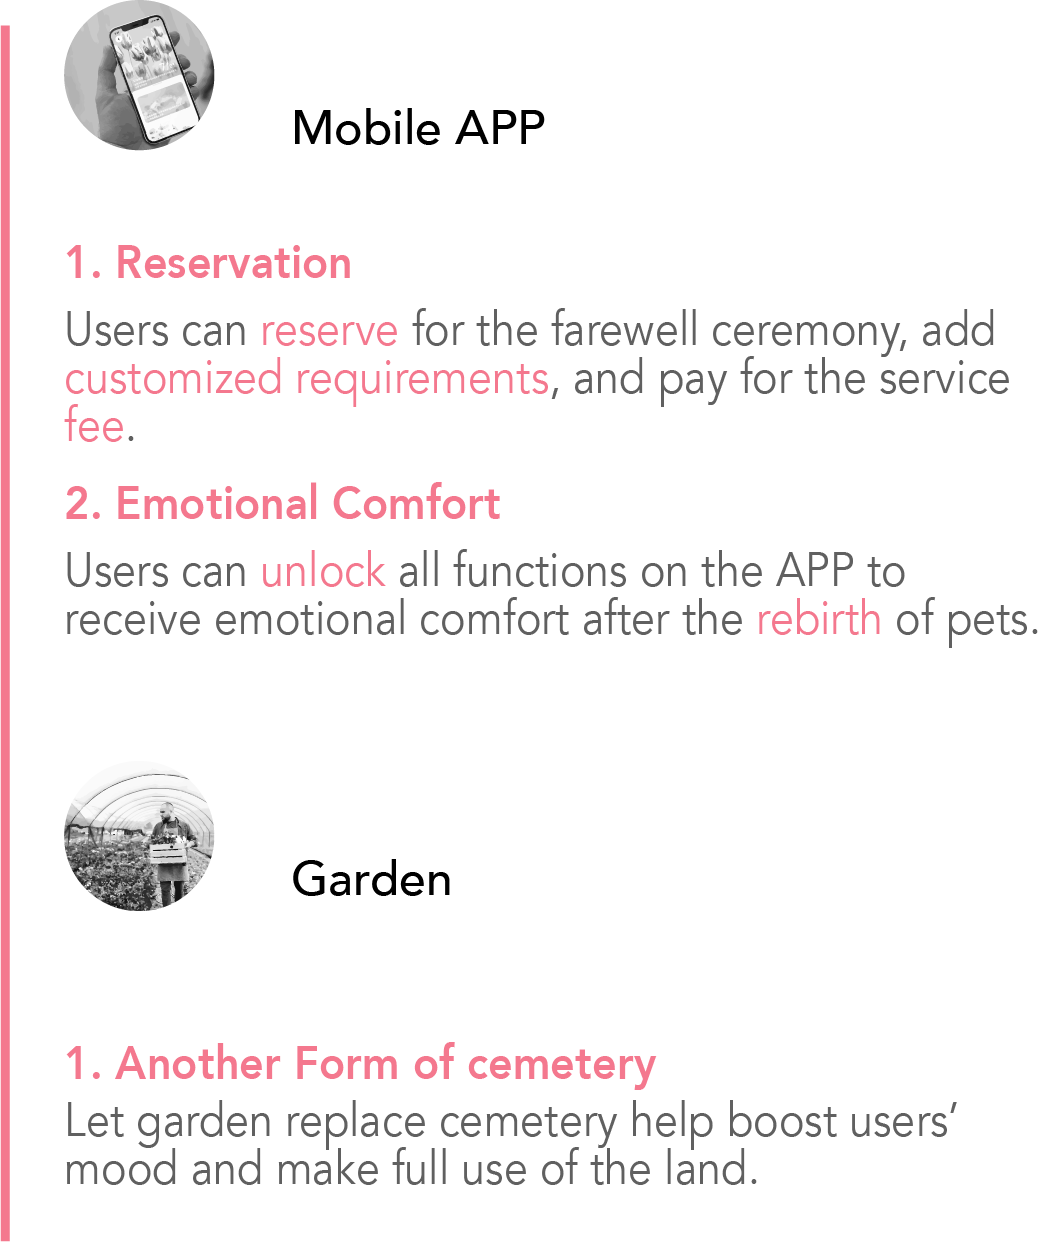 Mobile APP
1. Reservation
Users can reserve for the farewell ceremony, add
customized requirements, and pay for the service
fee.
2. Emotional Comfort
Users can unlock all functions on the APP to
receive emotional comfort after the rebirth of pets.
Garden
1. Another Form of cemetery
Let garden replace cemetery help boost users’
mood and make full use of the land.